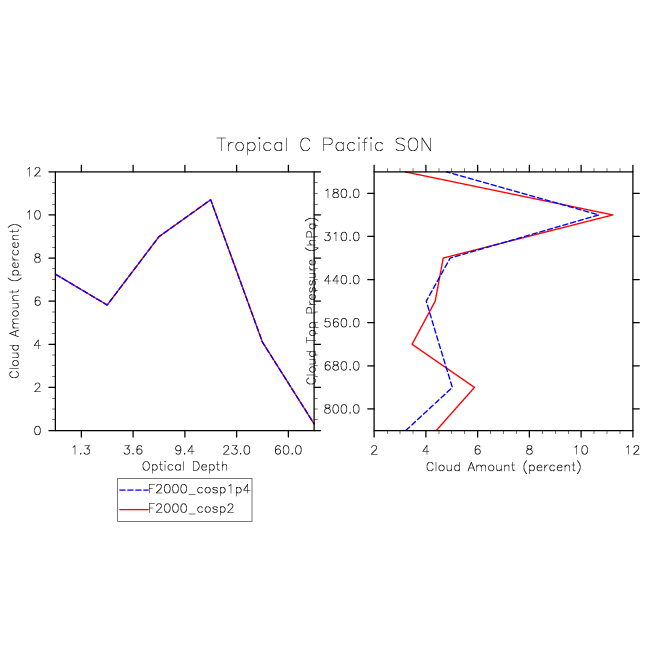 Tropical C Pacific SON
Cloud Amount (percent)
12
10
8
6
4
2
0
1.3 3.6 9.4 23.0 60.0
Optical Depth
Cloud Top Pressure (hPa)
180.0
310.0
440.0
560.0
680.0
800.0
2 4 6 8 10 12
Cloud Amount (percent)
F2000_cosp1p4
F2000_cosp2